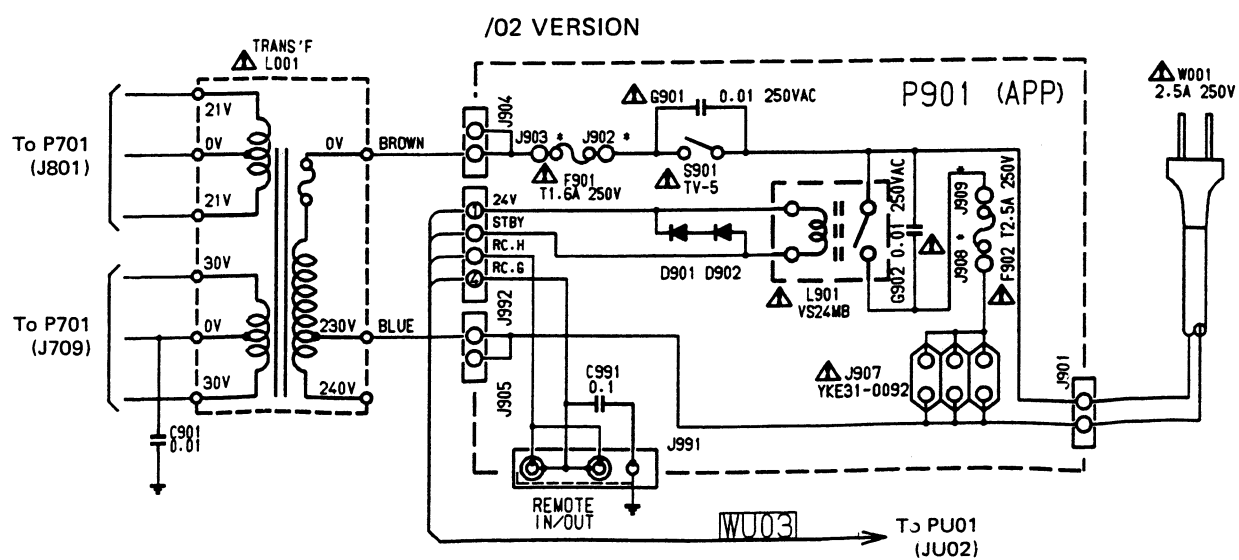 /02 VERSION
TRANS'F
L001
21V
0V
21V
To P701
(J801)
30V
0V
30V
To P701
(J709)
C901
0.01
0V
230V
240V
BROWN
BLUE
J904
J903 *
J902 *
F901
T1.6A 250V
G901
0.01 250VAC
S901
TV-5
P901 (APP)
W001
2.5A 250V
1
24V
STBY
RC.H
4
RC.G
J992
J905
D901 D902
L901
VS24MB
G902 0.01 250VAC
J909 *
J908 *
F902 T2.5A 250V
J907
YKE31-0092
J901
C991
0.1
J991
REMOTE
IN/OUT
WU03
To PU01
(JU02)